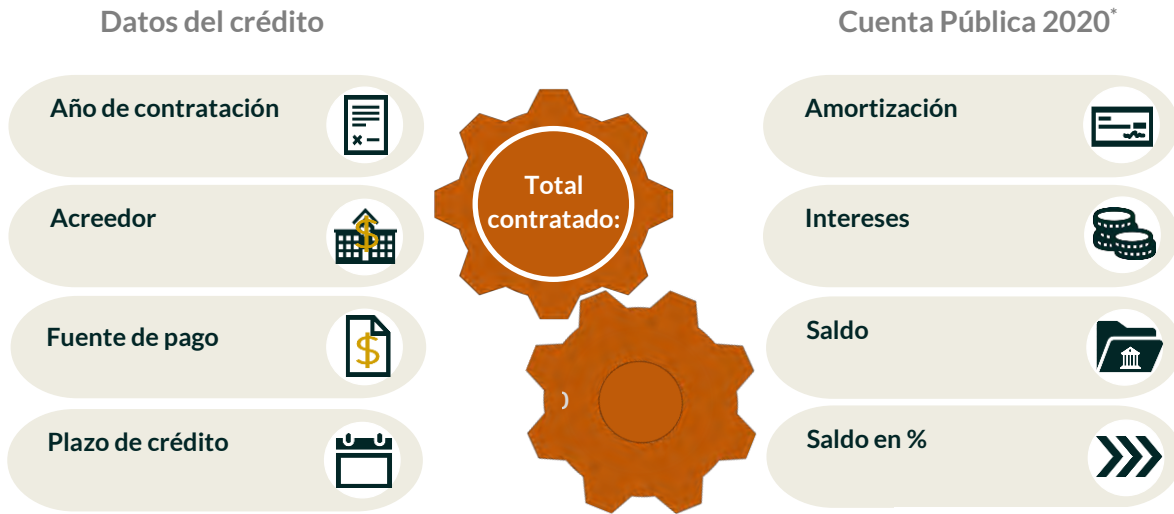 Datos del crédito
Año de contratación
Acreedor
Fuente de pago
Plazo de crédito
Total
contratado:
Cuenta Pública 2020*
Amortización
Intereses
Saldo
Saldo en %